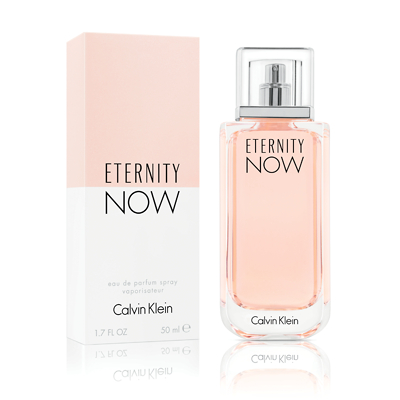 ETERNITY
NOW
eau de parfum spray
vaporisateur
Calvin Klein
1.7 FL OZ 50 ml ℮
ETERNITY
NOW
Calvin Klein